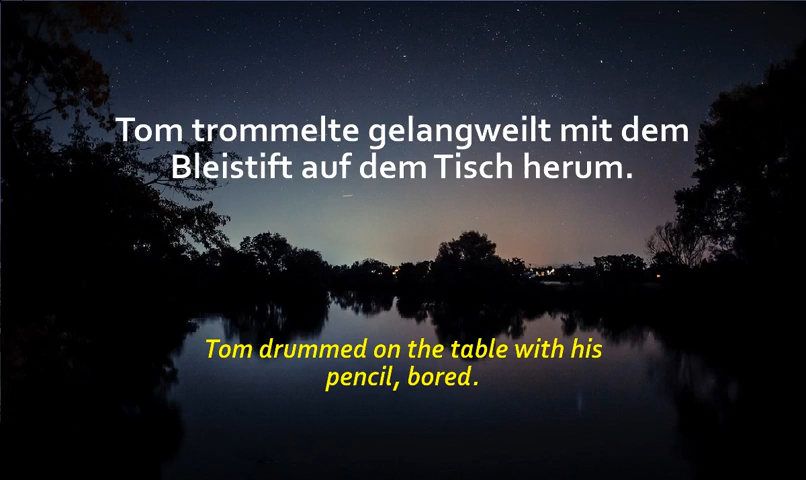 Tom trommelte gelangweilt mit dem
Bleistift auf dem Tisch herum.
Tom drummed on the table with his
pencil, bored.